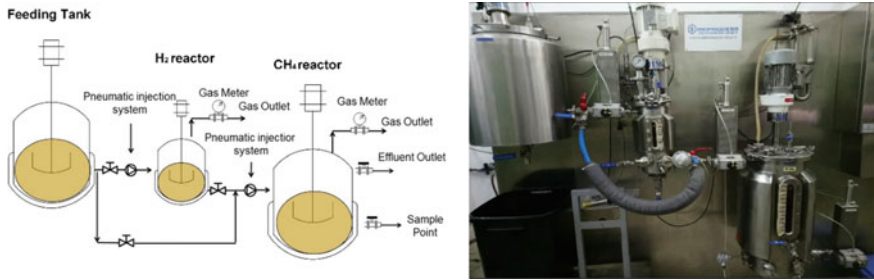 Feeding Tank
H₂ reactor
CH₄ reactor
Pneumatic injection
system
Gas Meter
Gas Outlet
Pneumatic injection
system
Gas Meter
Gas Outlet
Effluent Outlet
Sample
Point